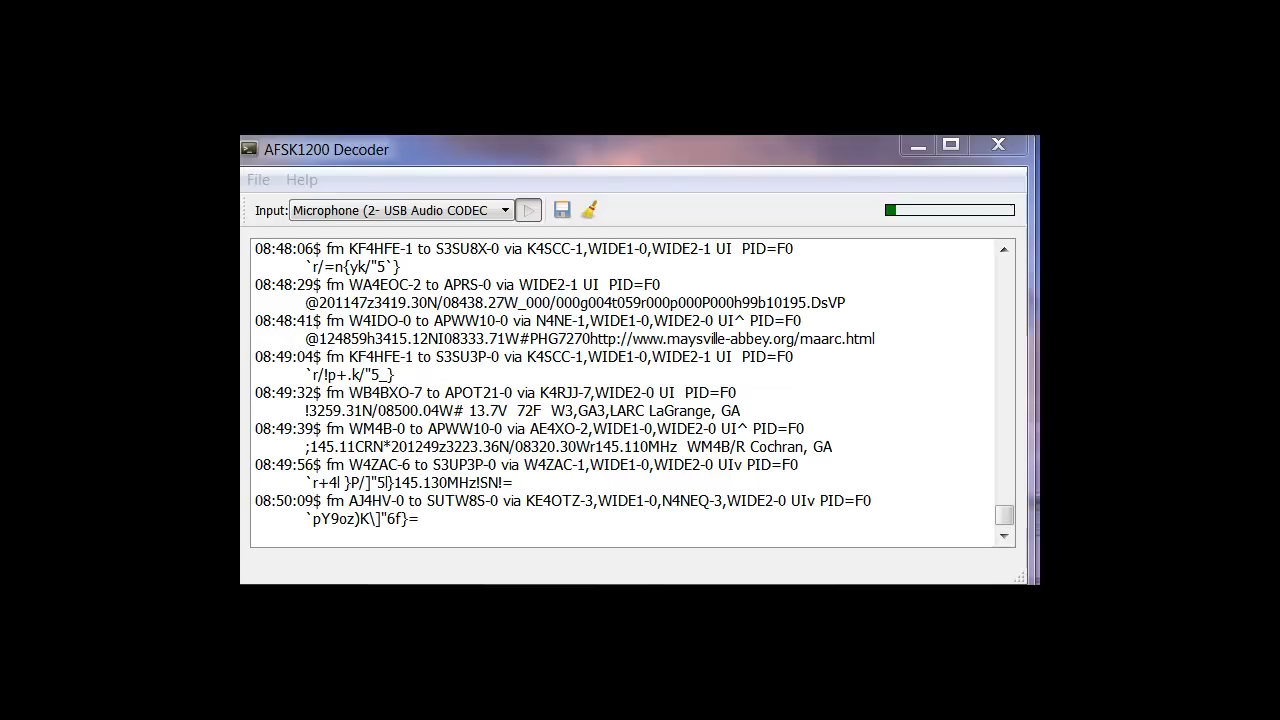 AFSK1200 Decoder
File Help
Input: Microphone (2- USB Audio CODEC
08:48:06$ fm KF4HFE-1 to S3SU8X-0 via K4SCC-1,WIDE1-0,WIDE2-1 UI PID=F0
`r/=n{yk/"5`}
08:48:29$ fm WA4EOC-2 to APRS-0 via WIDE2-1 UI PID=F0
@201147z3419.30N/08438.27W_000/000g004t059r000p000P000h99b10195.DsVP
08:48:41$ fm W4IDO-0 to APWW10-0 via N4NE-1,WIDE1-0,WIDE2-0 UI^ PID=F0
@124859h3415.12NI08333.71W#PHG7270http://www.maysville-abbey.org/maarc.html
08:49:04$ fm KF4HFE-1 to S3SU3P-0 via K4SCC-1,WIDE1-0,WIDE2-1 UI PID=F0
`r/!p+.k/"5_}
08:49:32$ fm WB4BXO-7 to APOT21-0 via K4RJJ-7,WIDE2-0 UI PID=F0
!3259.31N/08500.04W# 13.7V 72F W3,GA3,LARC LaGrange, GA
08:49:39$ fm WM4B-0 to APWW10-0 via AE4XO-2,WIDE1-0,WIDE2-0 UI^ PID=F0
;145.11CRN*201249z3223.36N/08320.30Wr145.110MHz WM4B/R Cochran, GA
08:49:56$ fm W4ZAC-6 to S3UP3P-0 via W4ZAC-1,WIDE1-0,WIDE2-0 UIv PID=F0
`r+4l }P/]"5l}145.130MHz!SN!=
08:50:09$ fm AJ4HV-0 to SUTW8S-0 via KE4OTZ-3,WIDE1-0,N4NEQ-3,WIDE2-0 UIv PID=F0
`pY9oz)K\]"6f}=